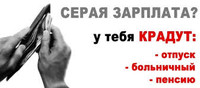 СЕРАЯ ЗАРПЛАТА?
у тебя КРАДУТ:
- отпуск
- больничный
- пенсию